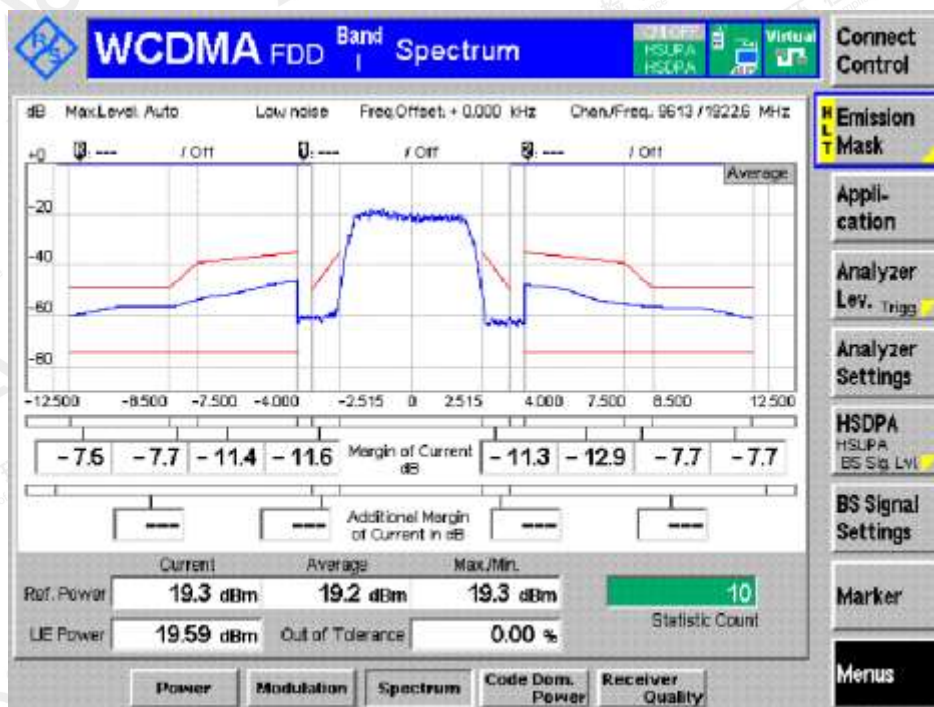 WCDMA FDD Band I Spectrum
HSUPA
HSDPA
Virtual
Connect Control
dB Max.Level: Auto Low noise Freq.Offset: + 0.000 kHz Chan./Freq.: 9613 / 1922.6 MHz
HLT Emission Mask
R: --- / Off 1: --- / Off 2: --- / Off
+0
Average
-20
-40
-60
-80
Appli-cation
Analyzer Lev. Trigg
Analyzer Settings
-12.500 -8.500 -7.500 -4.000 -2.515 0 2.515 4.000 7.500 8.500 12.500
HSDPA
HSUPA
BS Sig. Lvl
-7.6 -7.7 -11.4 -11.6 Margin of Current dB -11.3 -12.9 -7.7 -7.7
--- --- Additional Margin of Current in dB --- ---
BS Signal Settings
Current Average Max./Min.
Ref. Power 19.3 dBm 19.2 dBm 19.3 dBm 10
Statistic Count
UE Power 19.59 dBm Out of Tolerance 0.00 %
Marker
Menus
Power Modulation Spectrum Code Dom. Power Receiver Quality